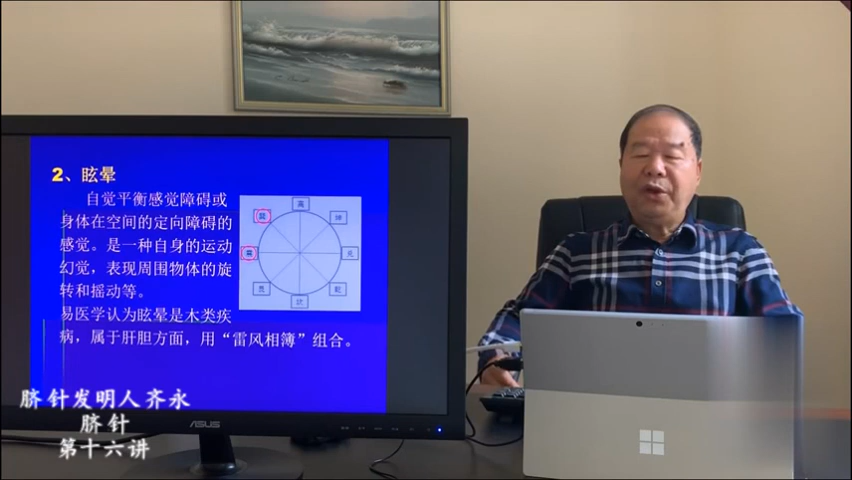 2、眩晕
自觉平衡感觉障碍或
身体在空间的定向障碍的
感觉。是一种自身的运动
幻觉，表现周围物体的旋
转和摇动等。
易医学认为眩晕是木类疾
病，属于肝胆方面，用“雷风相簿”组合。
离
巽
坤
震
兑
艮
乾
坎
脐针发明人齐永
脐针
第十六讲
ASUS